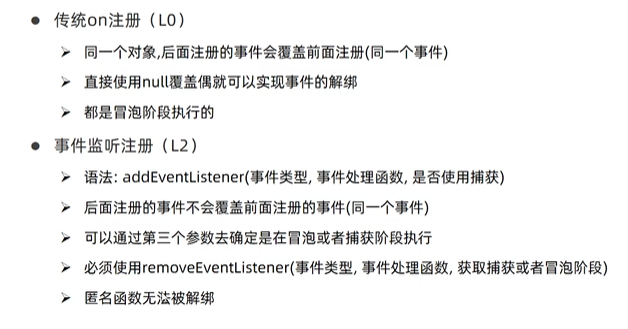 ● 传统on注册（L0）
➢ 同一个对象,后面注册的事件会覆盖前面注册(同一个事件)
➢ 直接使用null覆盖偶就可以实现事件的解绑
➢ 都是冒泡阶段执行的
● 事件监听注册（L2）
➢ 语法: addEventListener(事件类型, 事件处理函数, 是否使用捕获)
➢ 后面注册的事件不会覆盖前面注册的事件(同一个事件)
➢ 可以通过第三个参数去确定是在冒泡或者捕获阶段执行
➢ 必须使用removeEventListener(事件类型, 事件处理函数, 获取捕获或者冒泡阶段)
➢ 匿名函数无溢被解绑